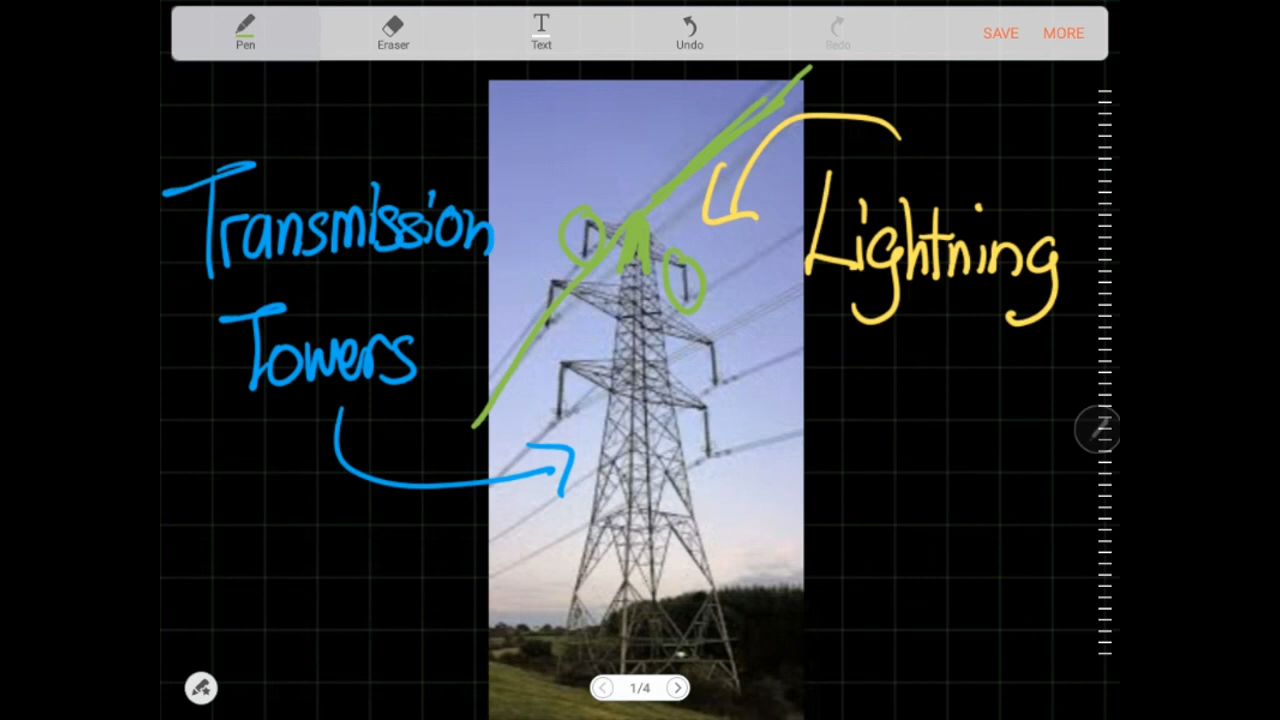 Pen
Eraser
T
Text
Undo
Redo
SAVE
MORE
Transmission
Towers
Lightning
1/4